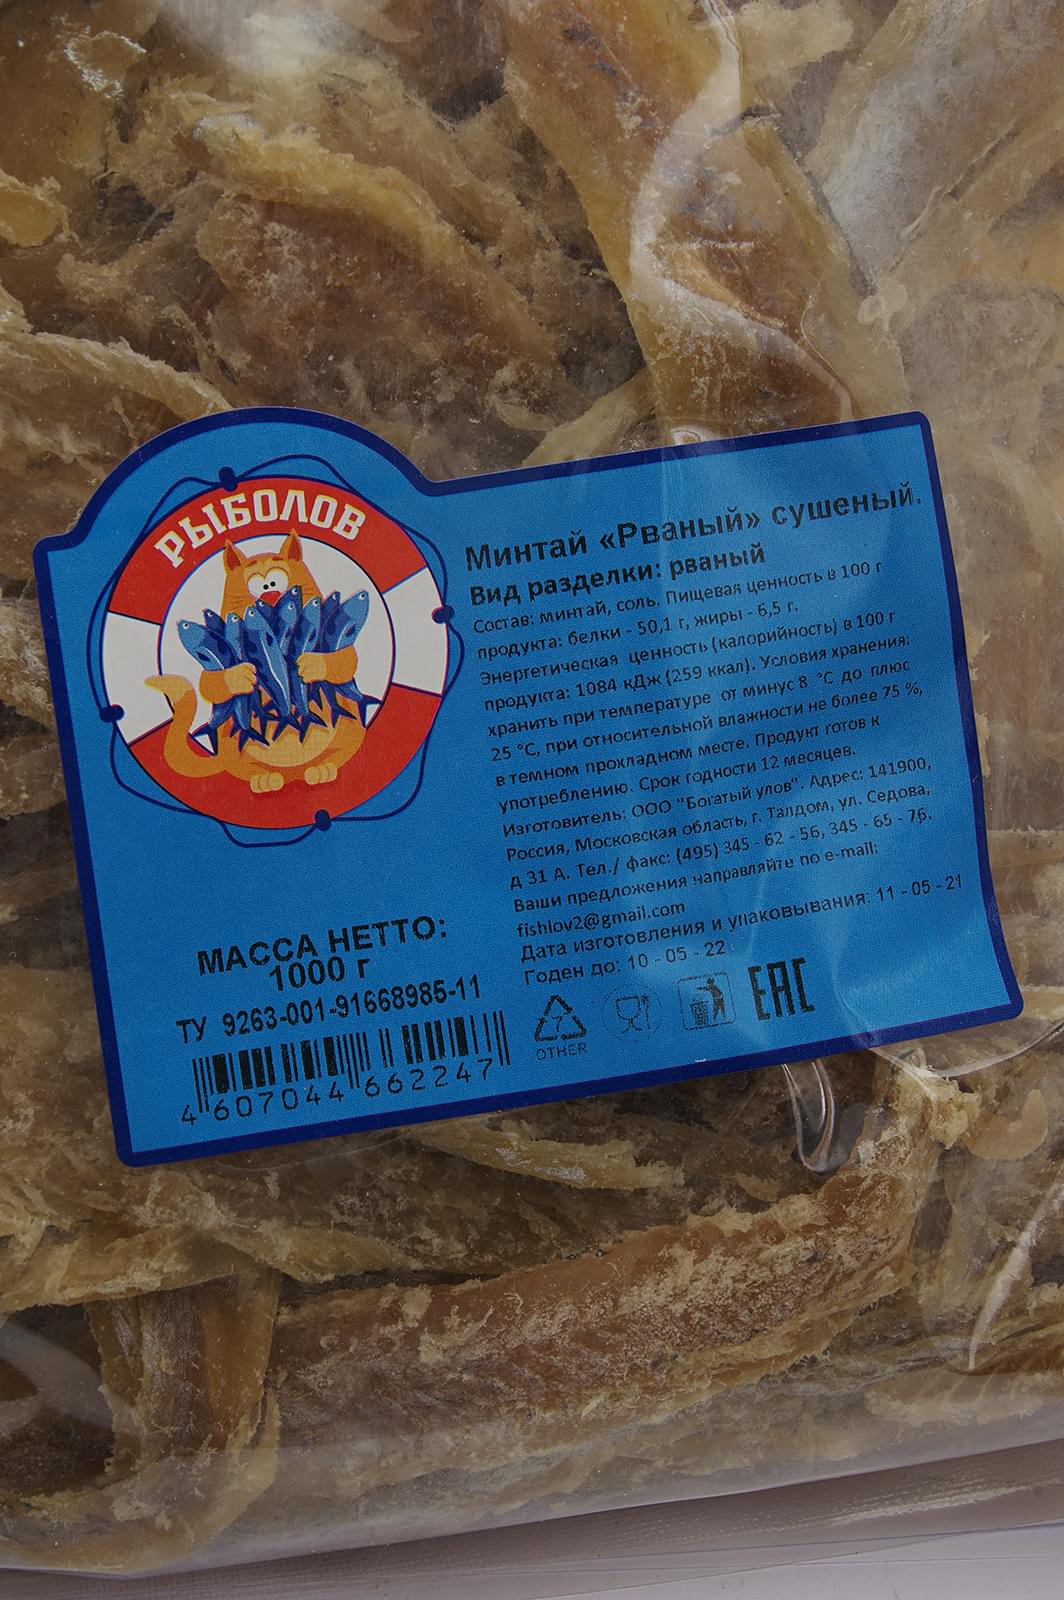 РЫБОЛОВ
Минтай «Рваный» сушеный.
Вид разделки: рваный
Состав: минтай, соль. Пищевая ценность в 100 г
продукта: белки - 50,1 г, жиры - 6,5 г.
Энергетическая ценность (калорийность) в 100 г
продукта: 1084 кДж (259 ккал). Условия хранения:
хранить при температуре от минус 8 °С до плюс
25 °С, при относительной влажности не более 75 %,
в темном прохладном месте. Продукт готов к
употреблению. Срок годности 12 месяцев.
Изготовитель: ООО "Богатый улов". Адрес: 141900,
Россия, Московская область, г. Талдом, ул. Седова,
д 31 А. Тел./ факс: (495) 345 - 62 - 56, 345 - 65 - 76.
Ваши предложения направляйте по e-mail:
fishlov2@gmail.com
Дата изготовления и упаковывания: 11 - 05 - 21
Годен до: 10 - 05 - 22
7
OTHER
EAC
МАССА НЕТТО:
1000 г
ТУ 9263-001-91668985-11
4 607044 662247